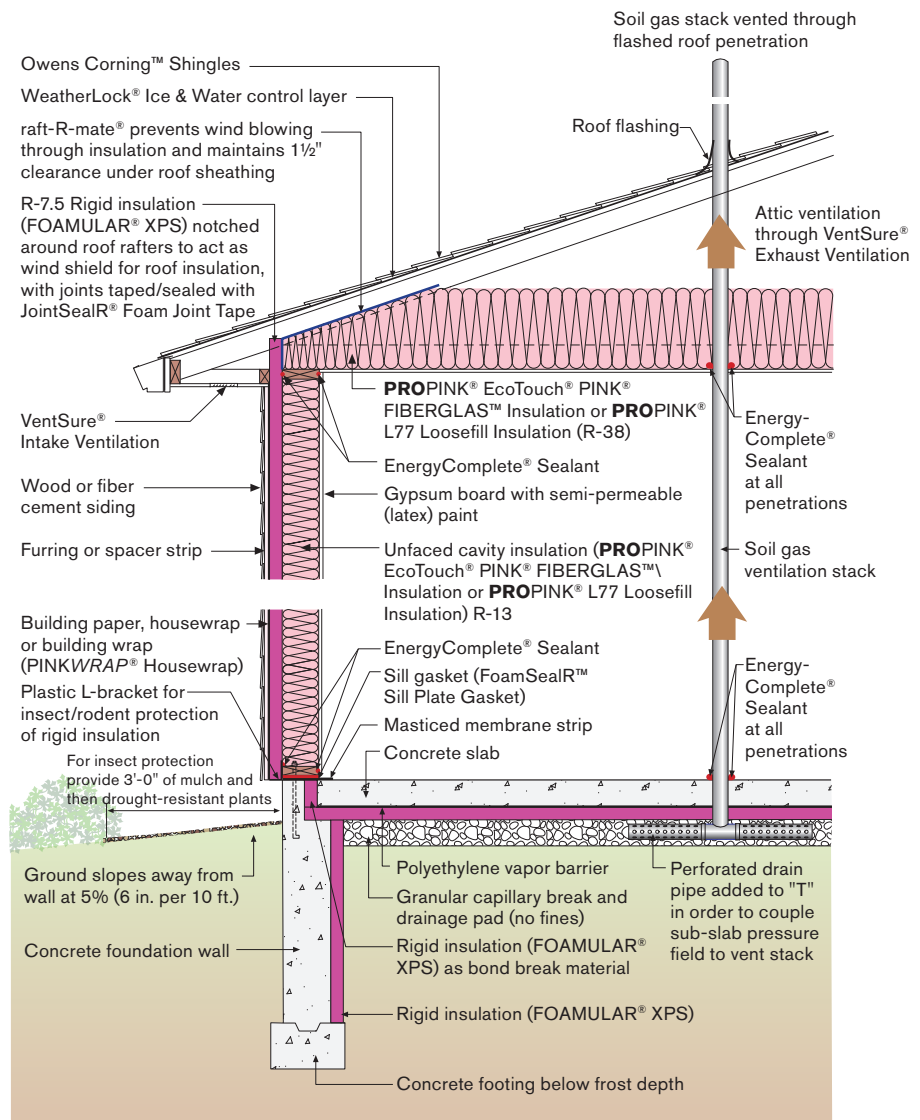 Soil gas stack vented through
flashed roof penetration
Owens Corning™ Shingles
WeatherLock® Ice & Water control layer
raft-R-mate® prevents wind blowing
through insulation and maintains 1½"
clearance under roof sheathing
Roof flashing
R-7.5 Rigid insulation
(FOAMULAR® XPS) notched
around roof rafters to act as
wind shield for roof insulation,
with joints taped/sealed with
JointSealR® Foam Joint Tape
Attic ventilation
through VentSure®
Exhaust Ventilation
VentSure®
Intake Ventilation
PROPINK® EcoTouch® PINK®
FIBERGLAS™ Insulation or PROPINK®
L77 Loosefill Insulation (R-38)
Energy-
Complete®
Sealant
at all
penetrations
EnergyComplete® Sealant
Wood or fiber
cement siding
Gypsum board with semi-permeable
(latex) paint
Furring or spacer strip
Unfaced cavity insulation (PROPINK®
EcoTouch® PINK® FIBERGLAS™\
Insulation or PROPINK® L77 Loosefill
Insulation) R-13
Soil gas
ventilation stack
Building paper, housewrap
or building wrap
(PINKWRAP® Housewrap)
EnergyComplete® Sealant
Sill gasket (FoamSealR™
Sill Plate Gasket)
Energy-
Complete®
Sealant
at all
penetrations
Plastic L-bracket for
insect/rodent protection
of rigid insulation
Masticed membrane strip
Concrete slab
For insect protection
provide 3'-0" of mulch and
then drought-resistant plants
Ground slopes away from
wall at 5% (6 in. per 10 ft.)
Polyethylene vapor barrier
Granular capillary break and
drainage pad (no fines)
Perforated drain
pipe added to "T"
in order to couple
sub-slab pressure
field to vent stack
Concrete foundation wall
Rigid insulation (FOAMULAR®
XPS) as bond break material
Rigid insulation (FOAMULAR® XPS)
Concrete footing below frost depth